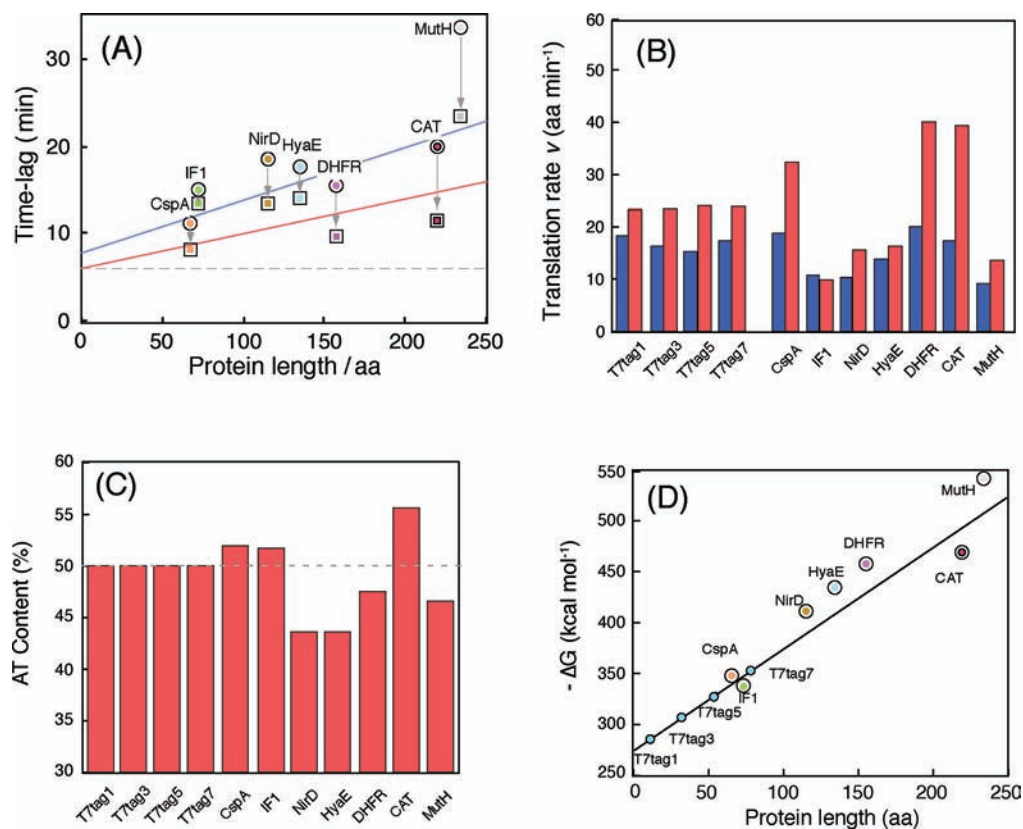 (A)
Time-lag (min)
30
20
10
0
MutH
CAT
NirD
HyaE
DHFR
IF1
CspA
0 50 100 150 200 250
Protein length / aa
(B)
Translation rate v (aa min⁻¹)
60
50
40
30
20
10
0
T7tag1 T7tag3 T7tag5 T7tag7 CspA IF1 NirD HyaE DHFR CAT MutH
(C)
AT Content (%)
60
55
50
45
40
35
30
T7tag1 T7tag3 T7tag5 T7tag7 CspA IF1 NirD HyaE DHFR CAT MutH
(D)
- ΔG (kcal mol⁻¹)
550
500
450
400
350
300
250
MutH
DHFR
HyaE
CAT
NirD
CspA
T7tag7
IF1
T7tag5
T7tag3
T7tag1
0 50 100 150 200 250
Protein length (aa)